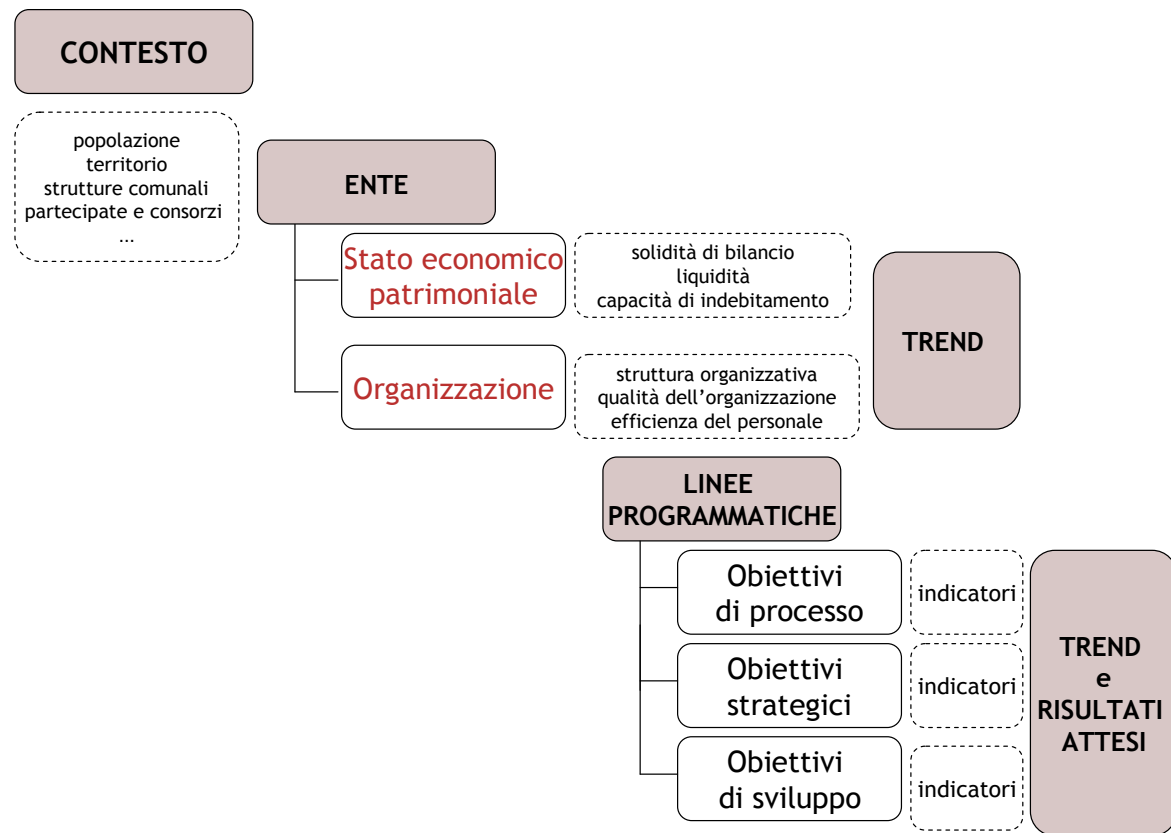 CONTESTO
popolazione
territorio
strutture comunali
partecipate e consorzi
...
ENTE
Stato economico
patrimoniale
solidità di bilancio
liquidità
capacità di indebitamento
Organizzazione
struttura organizzativa
qualità dell’organizzazione
efficienza del personale
TREND
LINEE
PROGRAMMATICHE
Obiettivi
di processo
indicatori
Obiettivi
strategici
indicatori
Obiettivi
di sviluppo
indicatori
TREND
e
RISULTATI
ATTESI